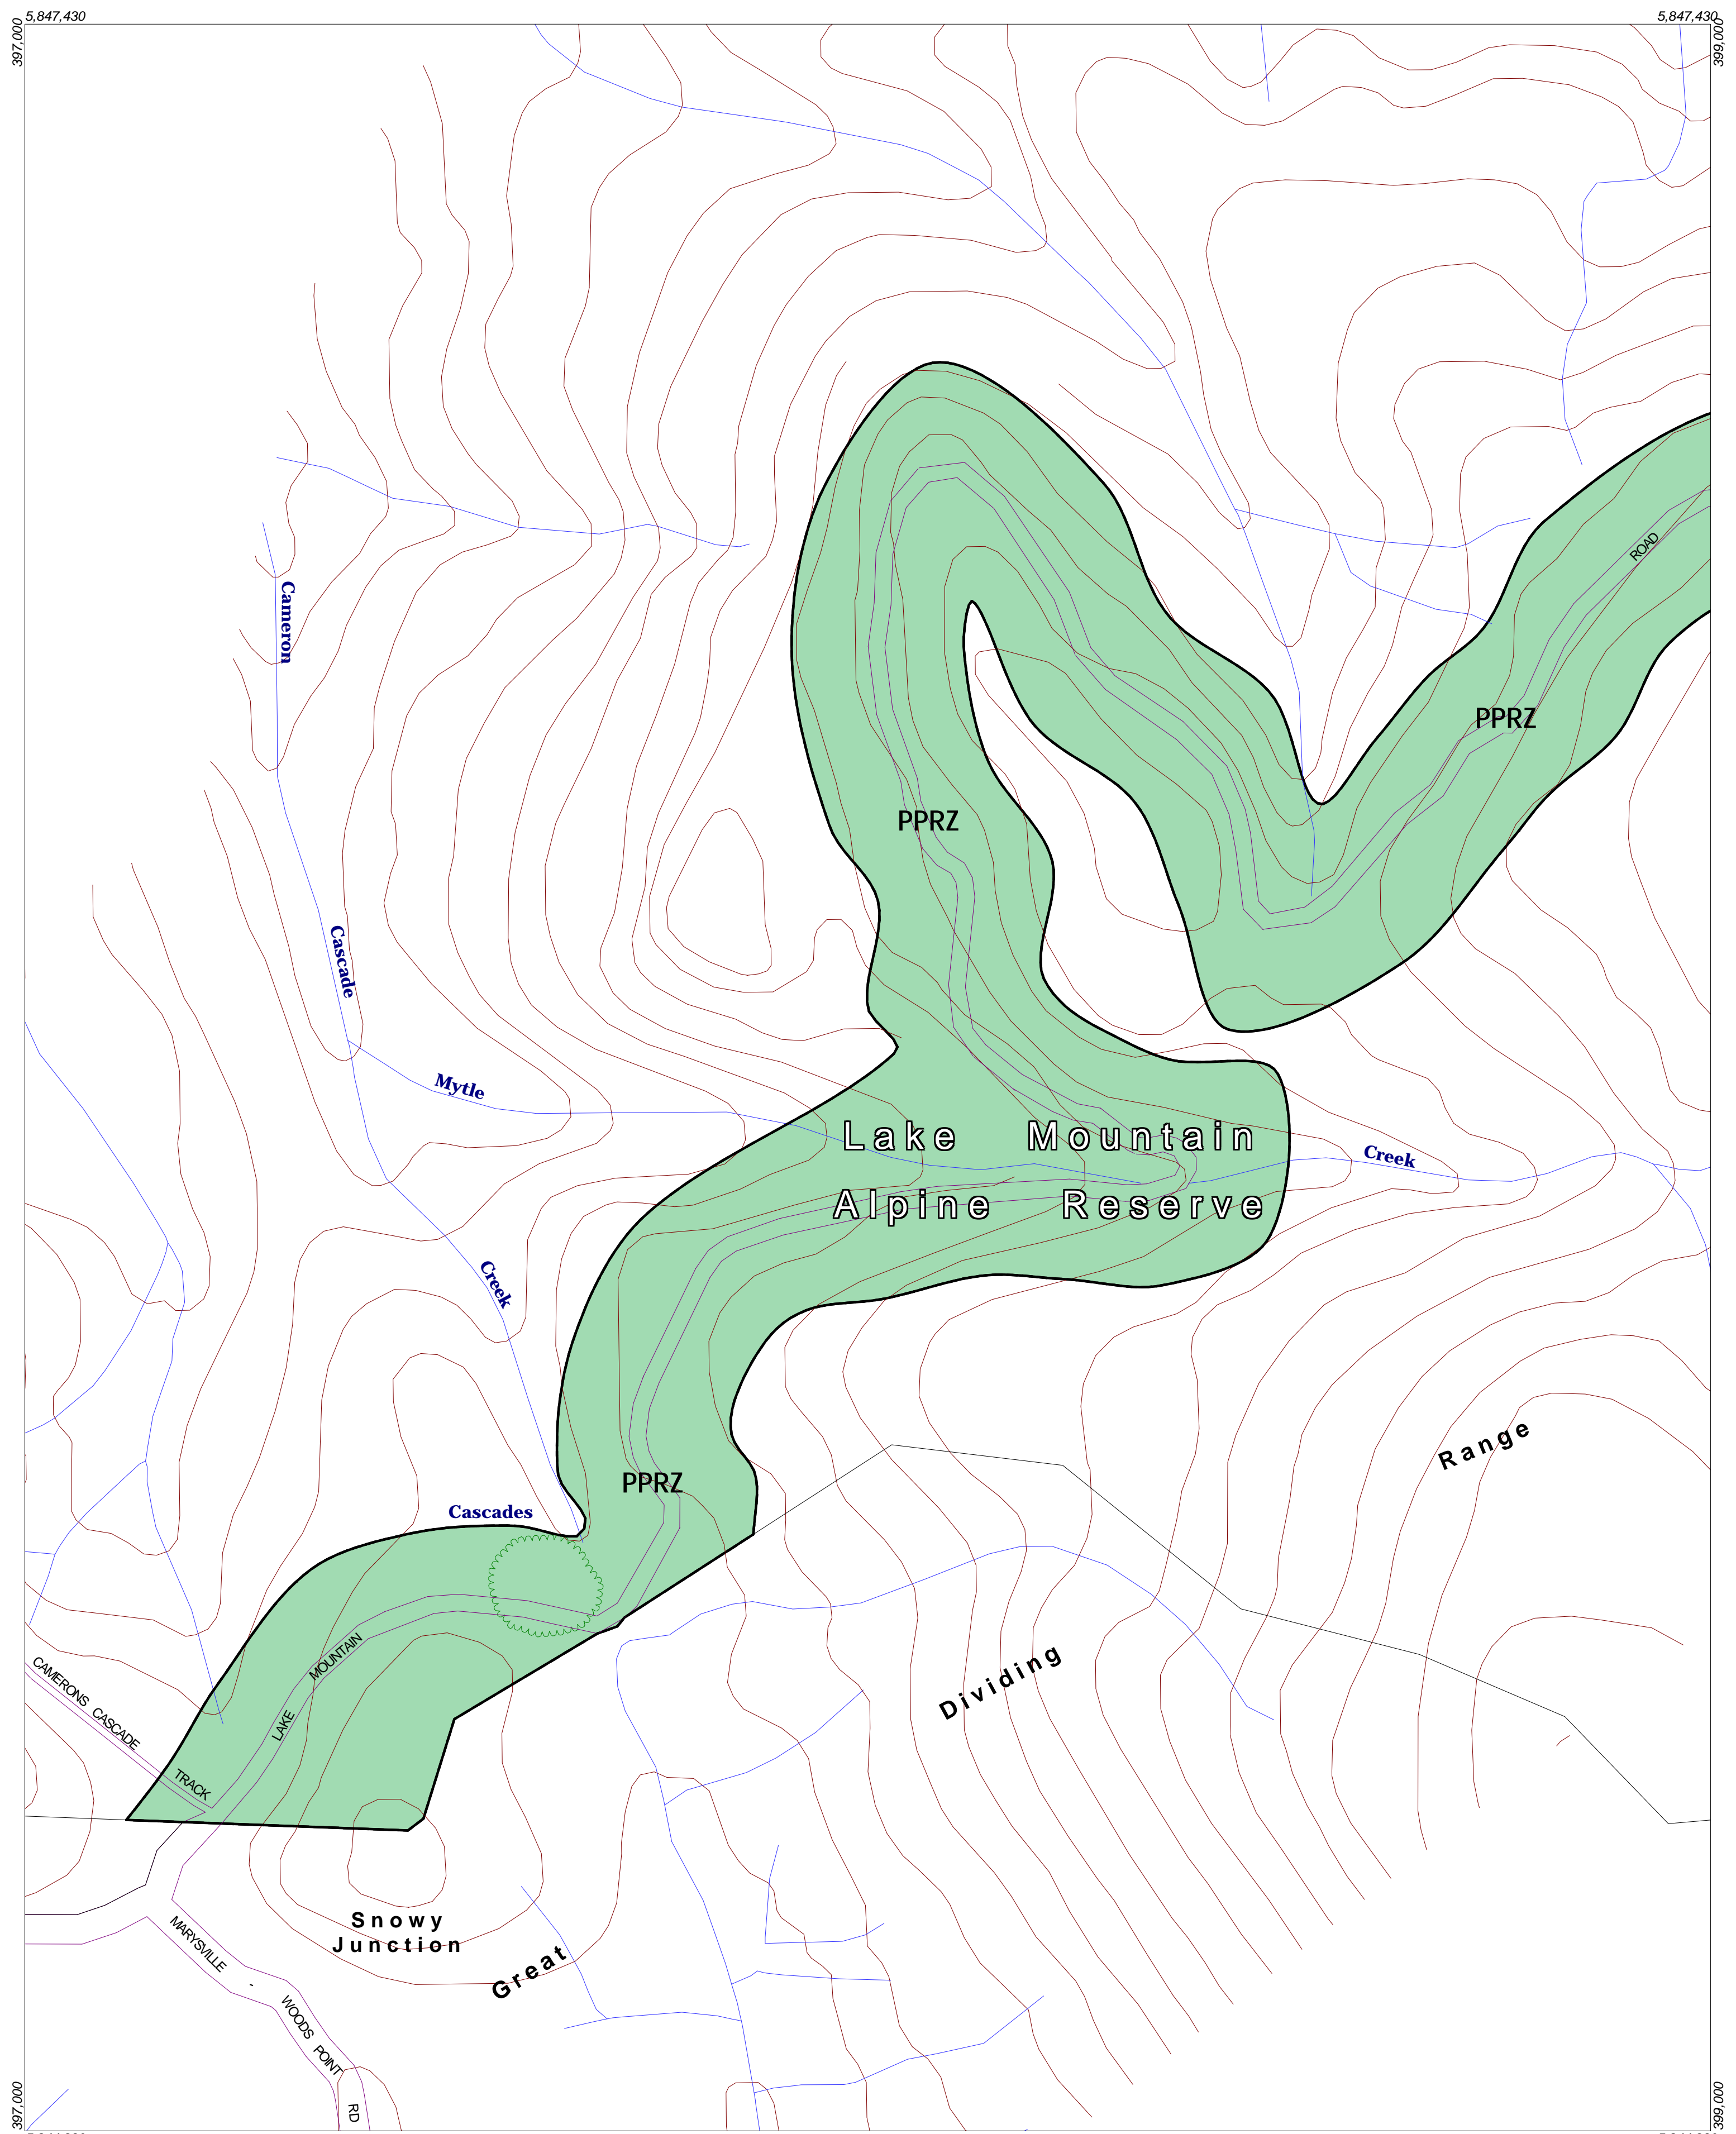 5,847,430
5,847,430
397,000
399,000
ROAD
Cameron
PPRZ
PPRZ
Cascade
Mytle
Lake Mountain
Creek
Alpine Reserve
Creek
Range
PPRZ
Cascades
MOUNTAIN
CAMERONS CASCADE
Dividing
LAKE
TRACK
Snowy
Junction
MARYSVILLE -
Great
WOODS POINT
RD
397,000
399,000